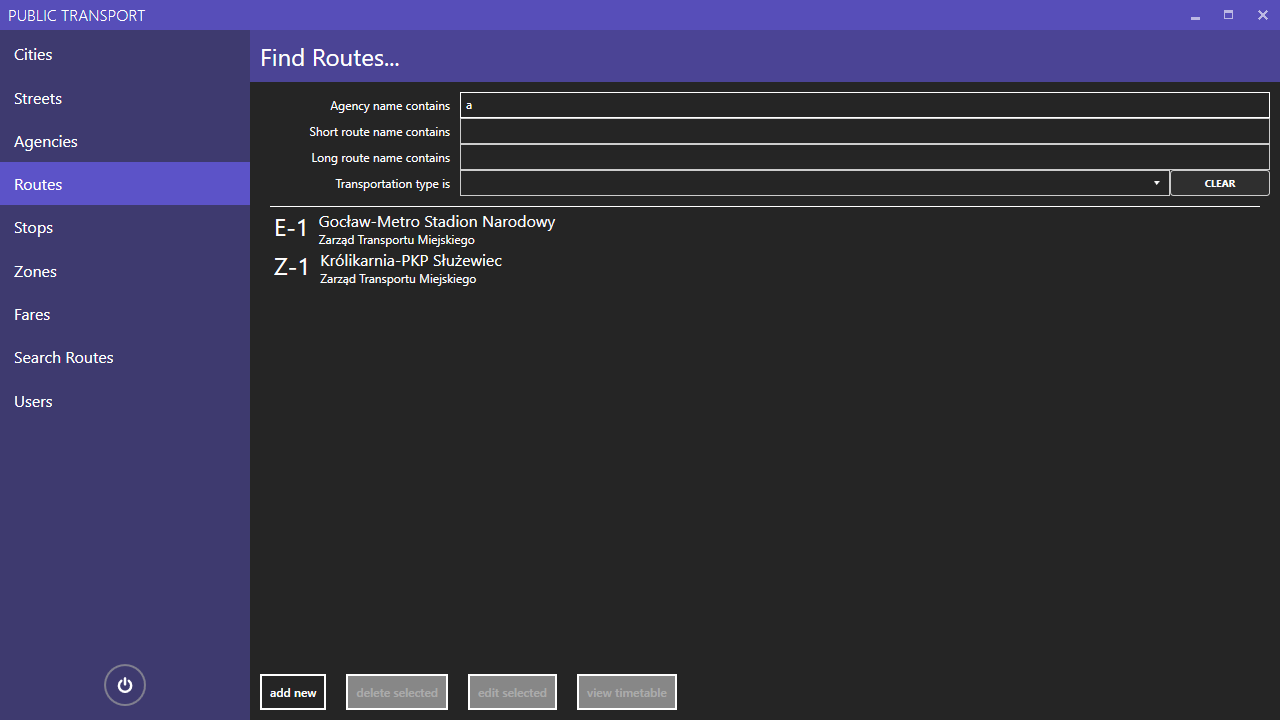 PUBLIC TRANSPORT
Cities
Streets
Agencies
Routes
Stops
Zones
Fares
Search Routes
Users
Find Routes...
Agency name contains a
Short route name contains
Long route name contains
Transportation type is CLEAR
E-1 Gocław-Metro Stadion Narodowy
Zarząd Transportu Miejskiego
Z-1 Królikarnia-PKP Służewiec
Zarząd Transportu Miejskiego
add new delete selected edit selected view timetable